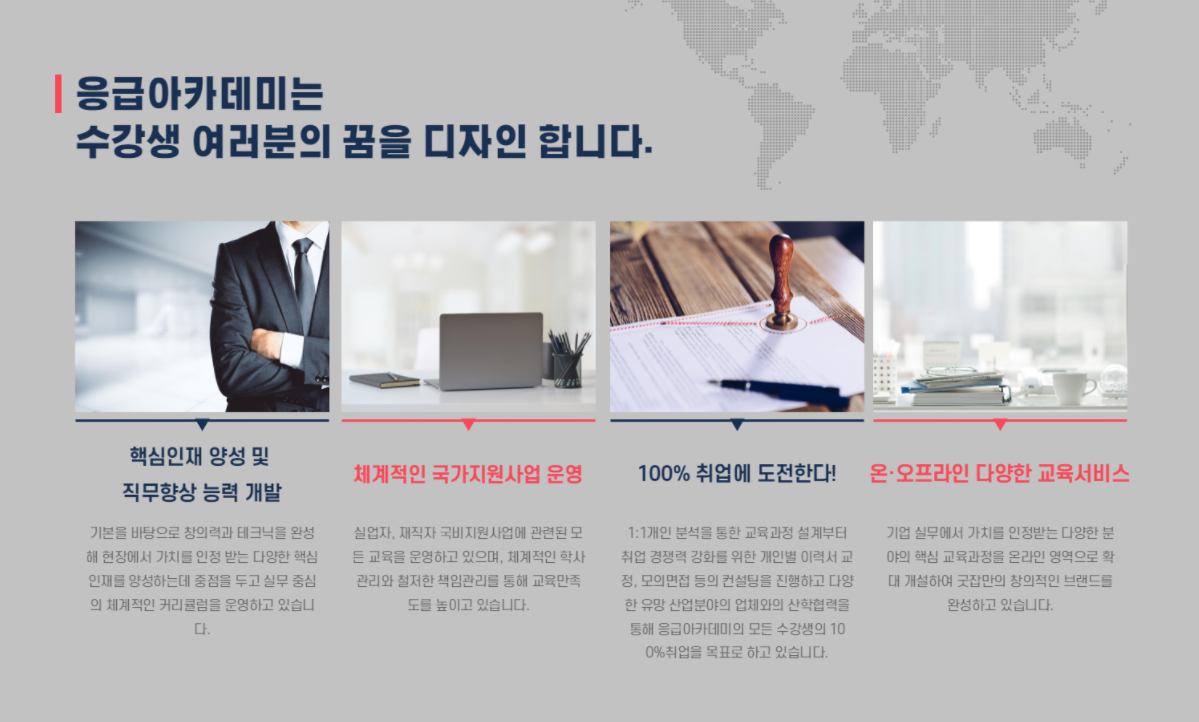 응급아카데미는
수강생 여러분의 꿈을 디자인 합니다.
핵심인재 양성 및
직무향상 능력 개발
기본을 바탕으로 창의력과 테크닉을 완성
해 현장에서 가치를 인정 받는 다양한 핵심
인재를 양성하는데 중점을 두고 실무 중심
의 체계적인 커리큘럼을 운영하고 있습니
다.
체계적인 국가지원사업 운영
실업자, 재직자 국비지원사업에 관련된 모
든 교육을 운영하고 있으며, 체계적인 학사
관리와 철저한 책임관리를 통해 교육만족
도를 높이고 있습니다.
100% 취업에 도전한다!
1:1개인 분석을 통한 교육과정 설계부터
취업 경쟁력 강화를 위한 개인별 이력서 교
정, 모의면접 등의 컨설팅을 진행하고 다양
한 유망 산업분야의 업체와의 산학협력을
통해 응급아카데미의 모든 수강생의 10
0%취업을 목표로 하고 있습니다.
온·오프라인 다양한 교육서비스
기업 실무에서 가치를 인정받는 다양한 분
야의 핵심 교육과정을 온라인 영역으로 확
대 개설하여 굿잡만의 창의적인 브랜드를
완성하고 있습니다.